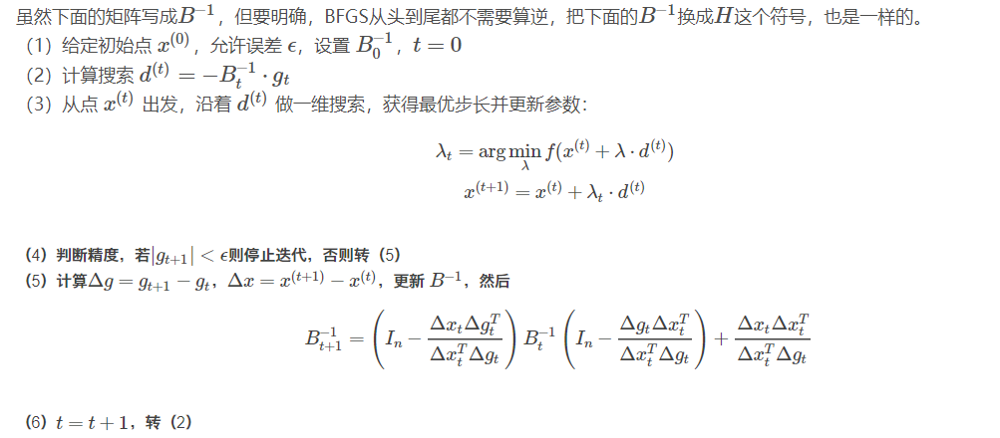 虽然下面的矩阵写成$B^{-1}$，但要明确，BFGS从头到尾都不需要算逆，把下面的$B^{-1}$换成$H$这个符号，也是一样的。
（1）给定初始点 $x^{(0)}$，允许误差 $\epsilon$，设置 $B_0^{-1}$，$t = 0$
（2）计算搜索 $d^{(t)} = -B_t^{-1} \cdot g_t$
（3）从点 $x^{(t)}$ 出发，沿着 $d^{(t)}$ 做一维搜索，获得最优步长并更新参数：
$\lambda_t = \arg\min_{\lambda} f(x^{(t)} + \lambda \cdot d^{(t)})$
$x^{(t+1)} = x^{(t)} + \lambda_t \cdot d^{(t)}$
（4）判断精度，若$|g_{t+1}| < \epsilon$则停止迭代，否则转（5）
（5）计算$\Delta g = g_{t+1} - g_t$，$\Delta x = x^{(t+1)} - x^{(t)}$，更新 $B^{-1}$，然后
$B_{t+1}^{-1} = \left(I_n - \frac{\Delta x_t \Delta g_t^T}{\Delta x_t^T \Delta g_t}\right) B_t^{-1} \left(I_n - \frac{\Delta g_t \Delta x_t^T}{\Delta x_t^T \Delta g_t}\right) + \frac{\Delta x_t \Delta x_t^T}{\Delta x_t^T \Delta g_t}$
（6）$t = t + 1$，转（2）